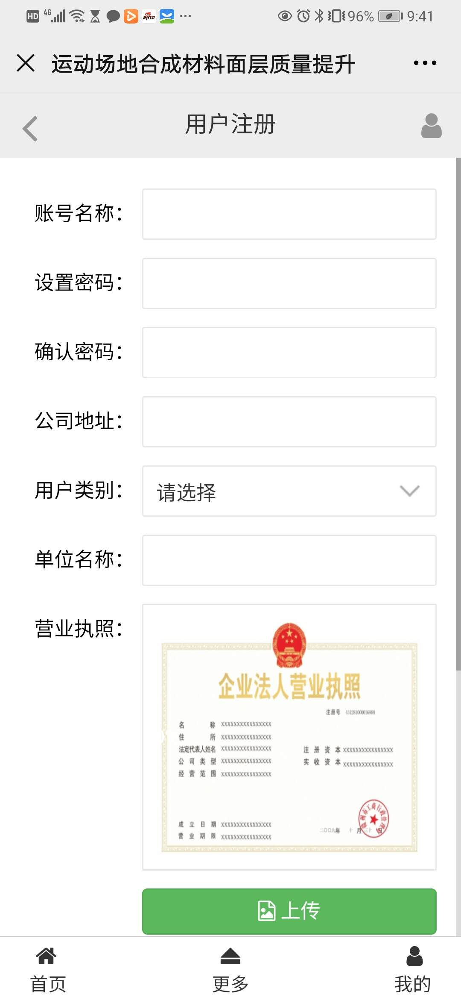 HD 4G sina ... 96% 9:41
运动场地合成材料面层质量提升
用户注册
账号名称：
设置密码：
确认密码：
公司地址：
用户类别： 请选择
单位名称：
营业执照：
企业法人营业执照
注册号 431281000016888
名称 XXXXXXXXXXXXXXXX
住所 XXXXXXXXXXXXXXXX
法定代表人姓名 XXXXXXXXXXXXXXXX
注册资本 XXXXXXXXXXXXXXXX
公司类型 XXXXXXXXXXXXXXXX
实收资本 XXXXXXXXXXXXXXXX
经营范围 XXXXXXXXXXXXXXXX
成立日期 XXXXXXXXXXXXXXXX
二〇〇九年 十月三十日
营业期限 XXXXXXXXXXXXXXXX
上传
首页 更多 我的